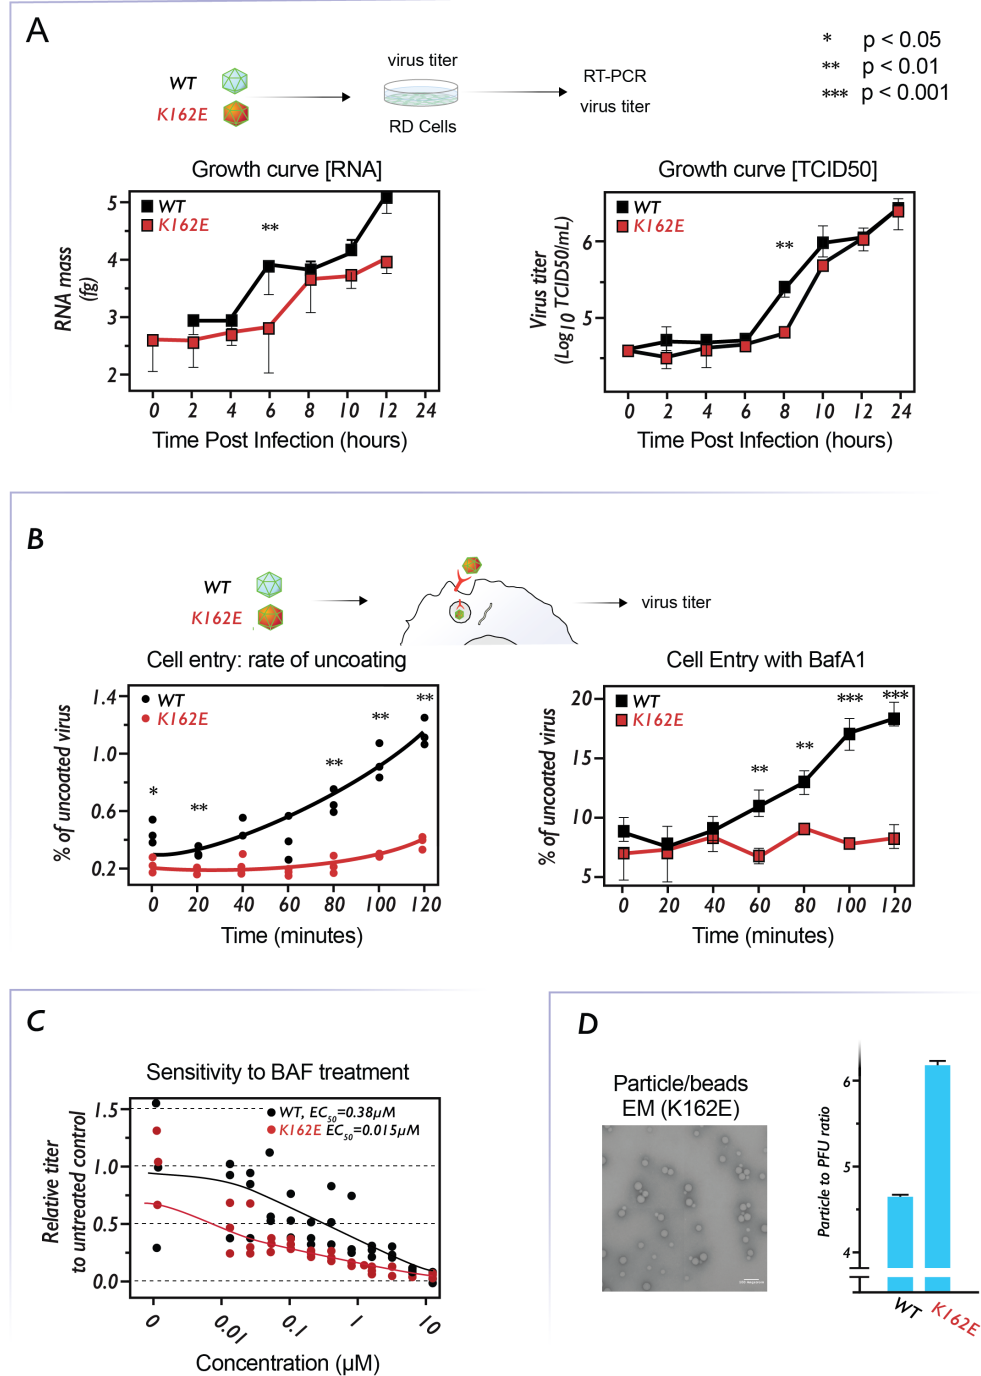 A
WT
K162E
virus titer
RD Cells
RT-PCR
virus titer
* p < 0.05
** p < 0.01
*** p < 0.001
Growth curve [RNA]
WT
K162E
**
RNA mass
(fg)
5
4
3
2
0 2 4 6 8 10 12 24
Time Post Infection (hours)
Growth curve [TCID50]
WT
K162E
**
Virus titer
(Log10 TCID50/mL)
6
5
0 2 4 6 8 10 12 24
Time Post Infection (hours)
B
WT
K162E
virus titer
Cell entry: rate of uncoating
WT
K162E
* ** ** ** **
% of uncoated virus
1.4
1.0
0.6
0.2
0 20 40 60 80 100 120
Time (minutes)
Cell Entry with BafA1
WT
K162E
** ** *** ***
% of uncoated virus
20
15
10
5
0 20 40 60 80 100 120
Time (minutes)
C
Sensitivity to BAF treatment
WT, EC50=0.38µM
K162E EC50=0.015µM
Relative titer
to untreated control
1.5
1.0
0.5
0.0
0 0.01 0.1 1 10
Concentration (µM)
D
Particle/beads
EM (K162E)
Particle to PFU ratio
6
5
4
WT K162E